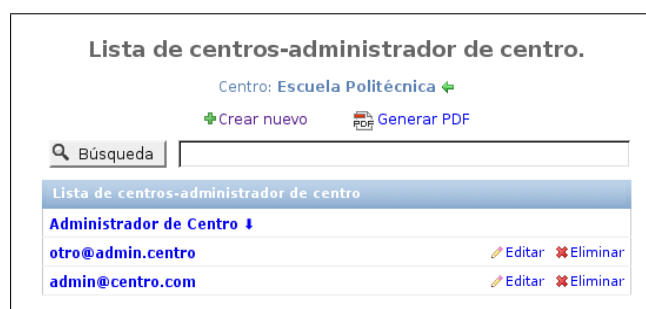 Lista de centros-administrador de centro.
Centro: Escuela Politécnica
Crear nuevo PDF Generar PDF
Búsqueda
Lista de centros-administrador de centro
Administrador de Centro
otro@admin.centro Editar Eliminar
admin@centro.com Editar Eliminar